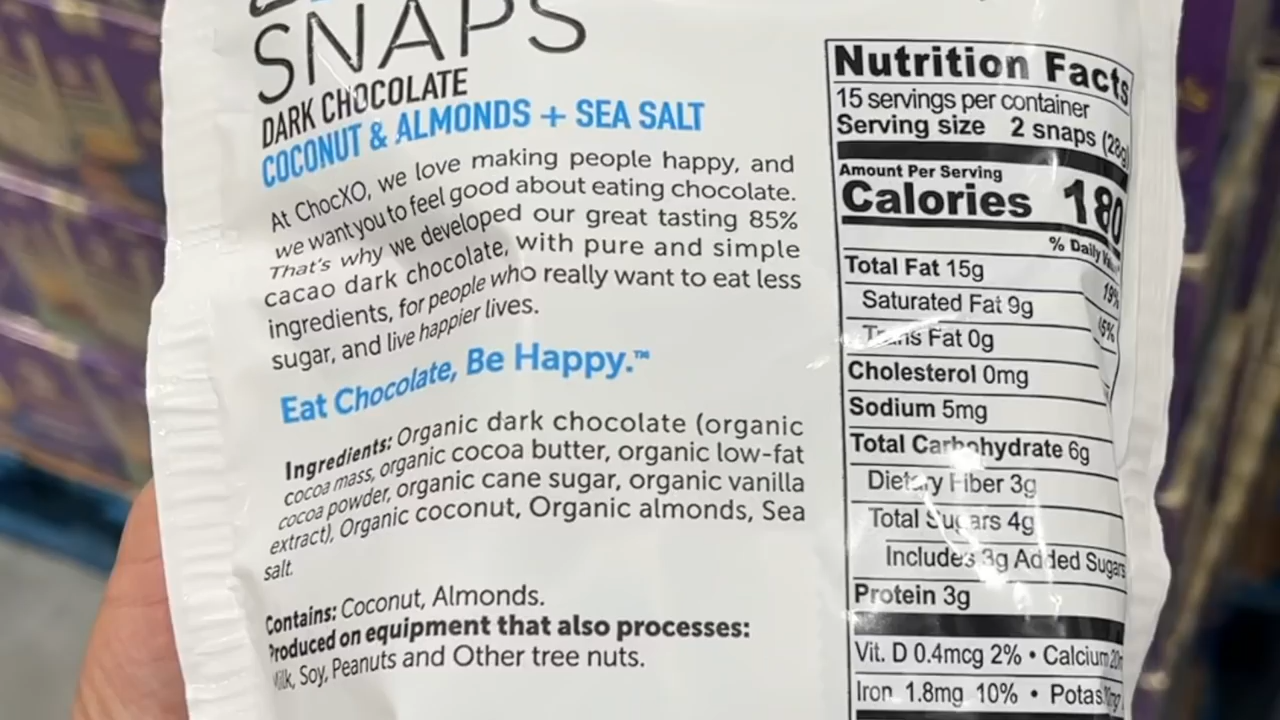 SNAPS
DARK CHOCOLATE
COCONUT & ALMONDS + SEA SALT
At ChocXO, we love making people happy, and
we want you to feel good about eating chocolate.
That's why we developed our great tasting 85%
cacao dark chocolate, with pure and simple
ingredients, for people who really want to eat less
sugar, and live happier lives.
Eat Chocolate, Be Happy.™
Ingredients: Organic dark chocolate (organic
cocoa mass, organic cocoa butter, organic low-fat
cocoa powder, organic cane sugar, organic vanilla
extract), Organic coconut, Organic almonds, Sea
salt.
Contains: Coconut, Almonds.
Produced on equipment that also processes:
Milk, Soy, Peanuts and Other tree nuts.
Nutrition Facts
15 servings per container
Serving size 2 snaps (28g)
Amount Per Serving
Calories 180
% Daily
Total Fat 15g 19%
Saturated Fat 9g
Trans Fat 0g
Cholesterol 0mg
Sodium 5mg
Total Carbohydrate 6g
Dietary Fiber 3g
Total Sugars 4g
Includes 3g Added Sugars
Protein 3g
Vit. D 0.4mcg 2% • Calcium
Iron 1.8mg 10% •